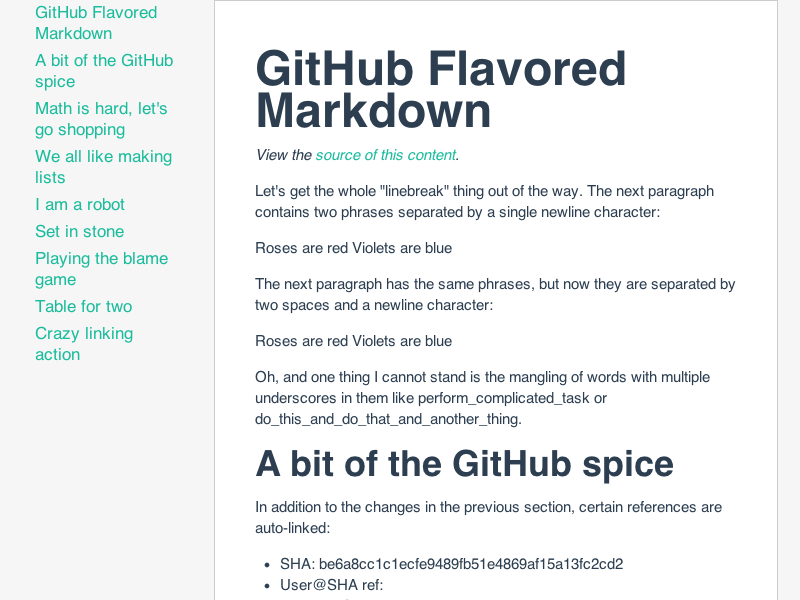 GitHub Flavored
Markdown
A bit of the GitHub
spice
Math is hard, let's
go shopping
We all like making
lists
I am a robot
Set in stone
Playing the blame
game
Table for two
Crazy linking
action
GitHub Flavored
Markdown
View the source of this content.
Let's get the whole "linebreak" thing out of the way. The next paragraph
contains two phrases separated by a single newline character:
Roses are red Violets are blue
The next paragraph has the same phrases, but now they are separated by
two spaces and a newline character:
Roses are red Violets are blue
Oh, and one thing I cannot stand is the mangling of words with multiple
underscores in them like perform_complicated_task or
do_this_and_do_that_and_another_thing.
A bit of the GitHub spice
In addition to the changes in the previous section, certain references are
auto-linked:
• SHA: be6a8cc1c1ecfe9489fb51e4869af15a13fc2cd2
• User@SHA ref: